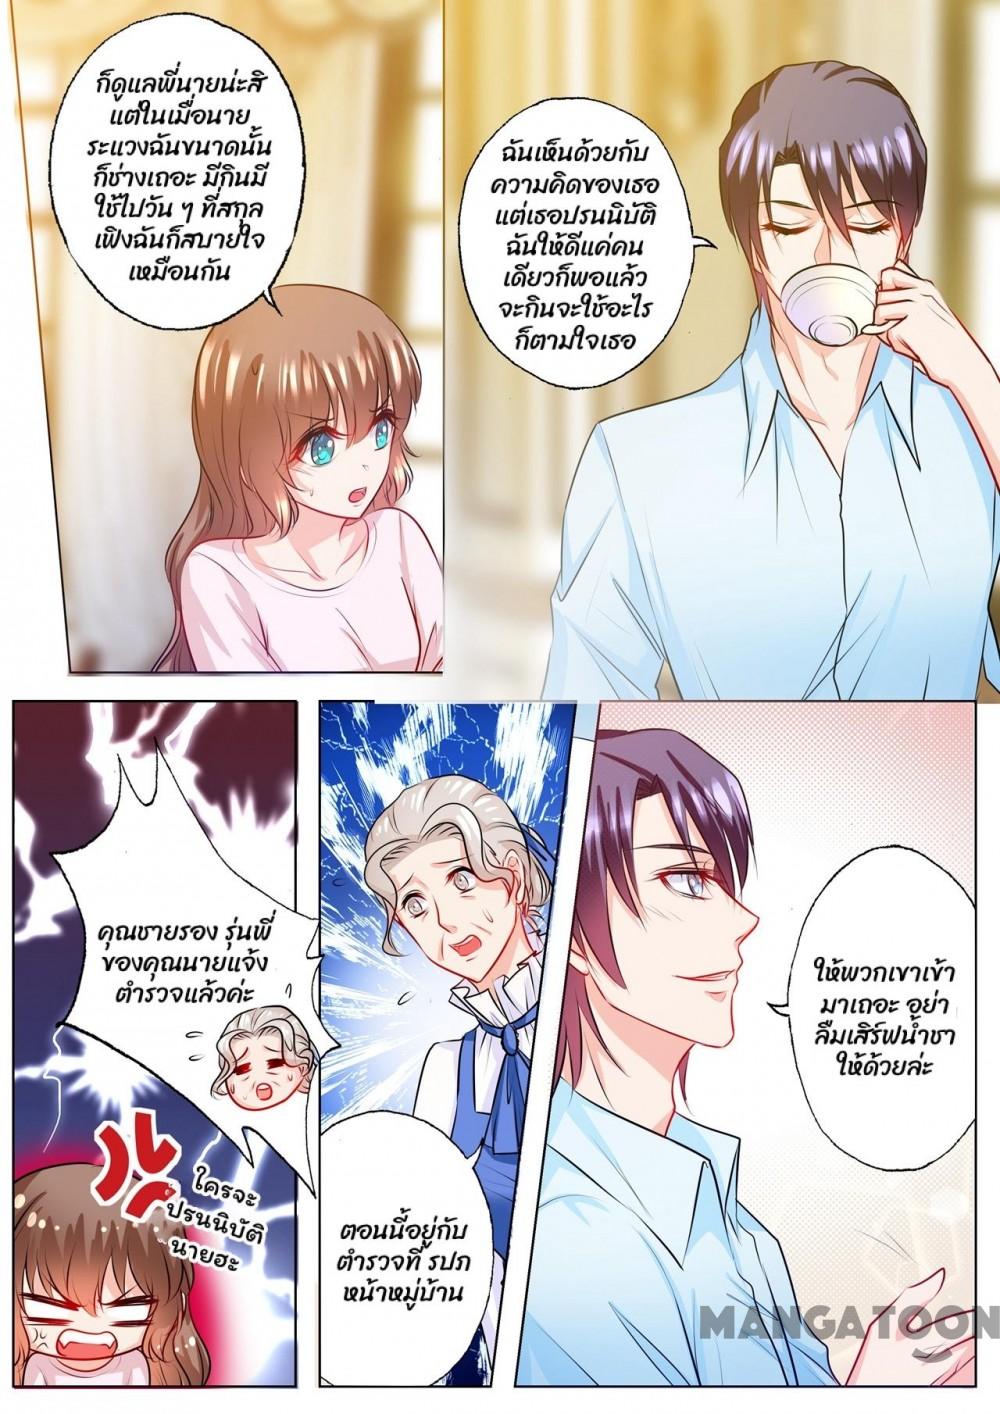 ก็ดูแลพี่นายน่ะสิ
แต่ในเมื่อนาย
ระแวงฉันขนาดนั้น
ก็ช่างเถอะ มีกินมี
ใช้ไปวัน ๆ ที่สกุล
เฟิงฉันก็สบายใจ
เหมือนกัน
ฉันเห็นด้วยกับ
ความคิดของเธอ
แต่เธอปรนนิบัติ
ฉันให้ดีแค่คน
เดียวก็พอแล้ว
จะกินจะใช้อะไร
ก็ตามใจเธอ
คุณชายรอง รุ่นพี่
ของคุณนายแจ้ง
ตำรวจแล้วค่ะ
ใครจะ
ปรนนิบัติ
นายฮะ
ตอนนี้อยู่กับ
ตำรวจที่ รปภ
หน้าหมู่บ้าน
ให้พวกเขาเข้า
มาเถอะ อย่า
ลืมเสิร์ฟน้ำชา
ให้ด้วยล่ะ
MANGATOON